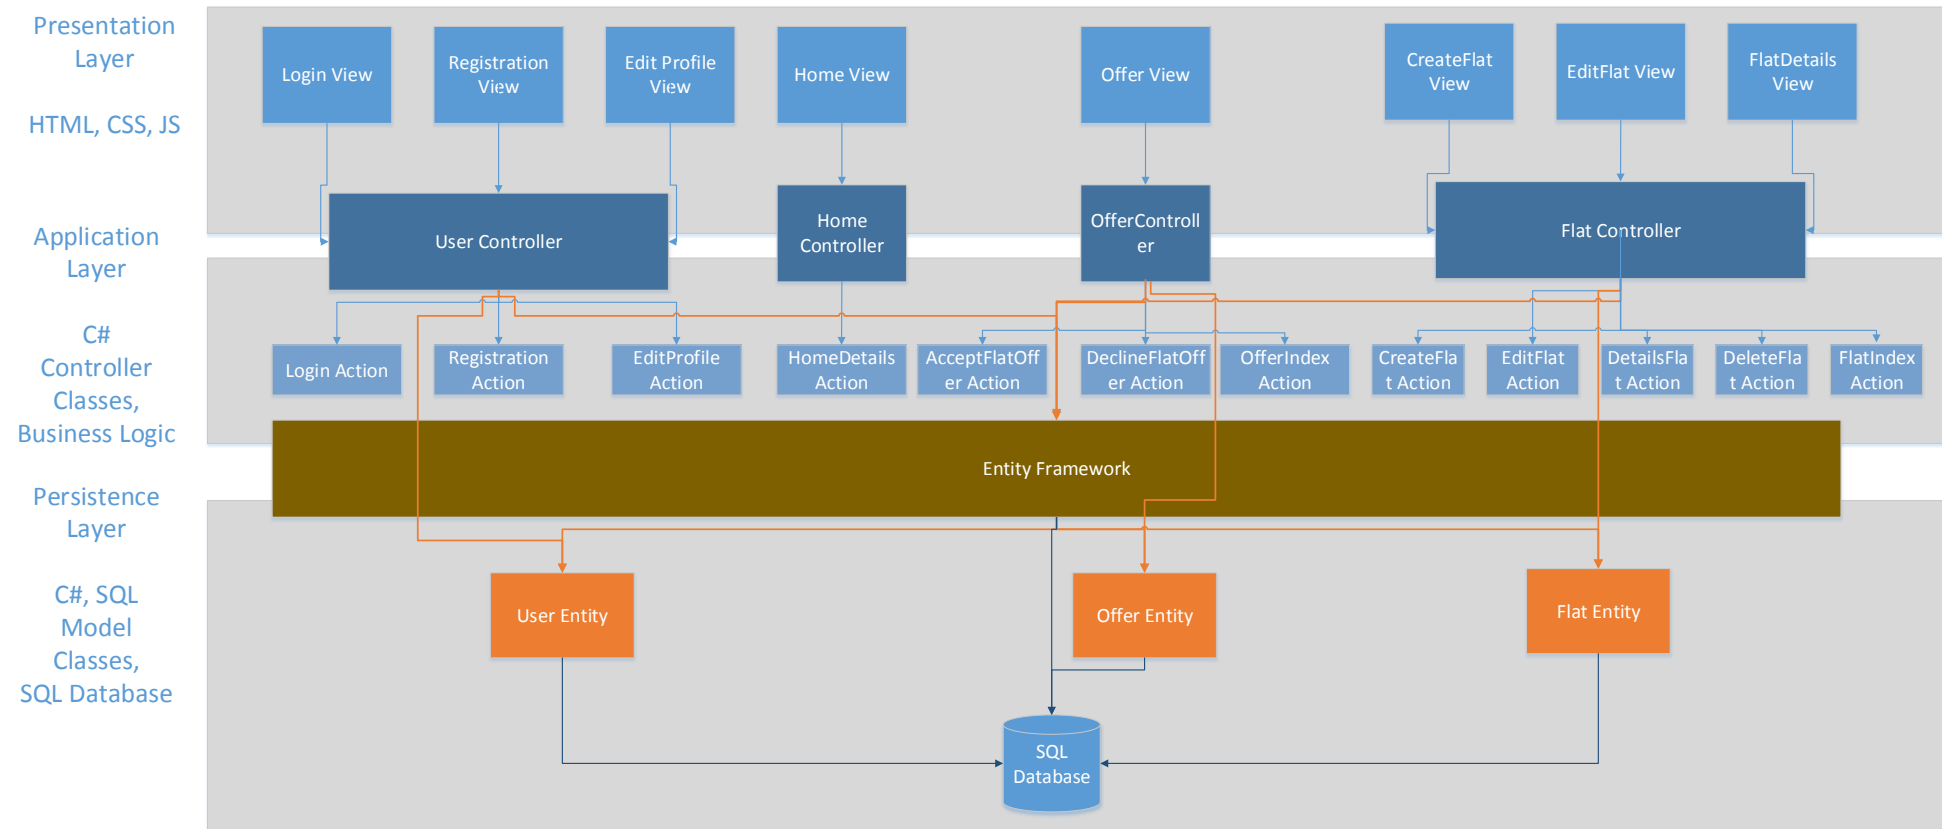 Presentation
Layer
HTML, CSS, JS
Login View
Registration
View
Edit Profile
View
Home View
Offer View
CreateFlat
View
EditFlat View
FlatDetails
View
Application
Layer
C#
Controller
Classes,
Business Logic
User Controller
Home
Controller
OfferControll
er
Flat Controller
Login Action
Registration
Action
EditProfile
Action
HomeDetails
Action
AcceptFlatOff
er Action
DeclineFlatOff
er Action
OfferIndex
Action
CreateFla
t Action
EditFlat
Action
DetailsFla
t Action
DeleteFla
t Action
FlatIndex
Action
Entity Framework
Persistence
Layer
C#, SQL
Model
Classes,
SQL Database
User Entity
Offer Entity
Flat Entity
SQL
Database